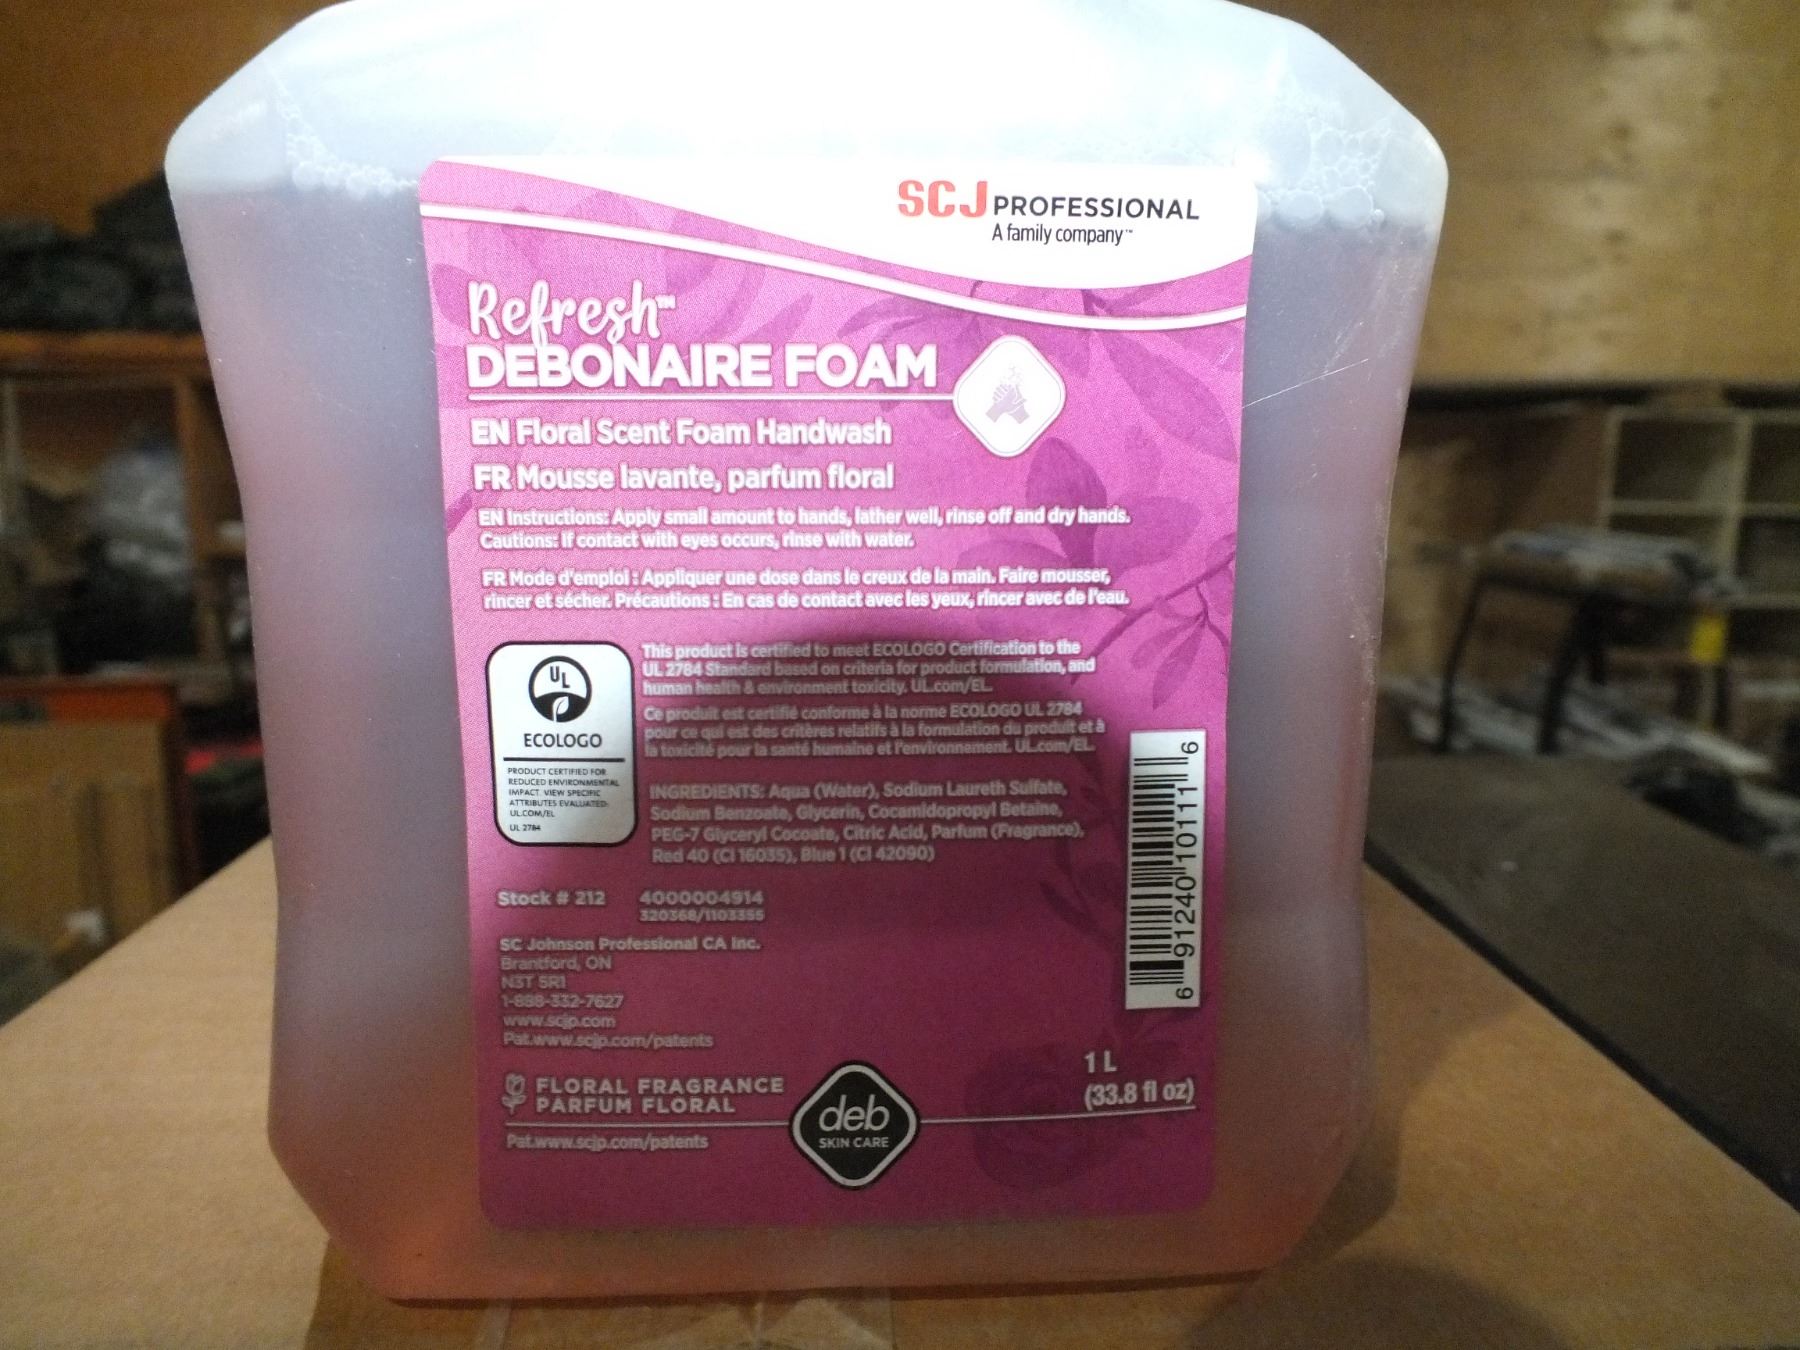 SCJ PROFESSIONAL
A family company™
Refresh™
DEBONAIRE FOAM
EN Floral Scent Foam Handwash
FR Mousse lavante, parfum floral
EN Instructions: Apply small amount to hands, lather well, rinse off and dry hands.
Cautions: If contact with eyes occurs, rinse with water.
FR Mode d'emploi : Appliquer une dose dans le creux de la main. Faire mousser,
rincer et sécher. Précautions : En cas de contact avec les yeux, rincer avec de l'eau.
UL
ECOLOGO
PRODUCT CERTIFIED FOR
REDUCED ENVIRONMENTAL
IMPACT. VIEW SPECIFIC
ATTRIBUTES EVALUATED:
UL.COM/EL
UL 2784
This product is certified to meet ECOLOGO Certification to the
UL 2784 Standard based on criteria for product formulation, and
human health & environment toxicity. UL.com/EL.
Ce produit est certifié conforme à la norme ECOLOGO UL 2784
pour ce qui est des critères relatifs à la formulation du produit et à
la toxicité pour la santé humaine et l'environnement. UL.com/EL.
INGREDIENTS: Aqua (Water), Sodium Laureth Sulfate,
Sodium Benzoate, Glycerin, Cocamidopropyl Betaine,
PEG-7 Glyceryl Cocoate, Citric Acid, Parfum (Fragrance),
Red 40 (CI 16035), Blue 1 (CI 42090)
6 91240 10111 6
Stock # 212 4000004914
320368/1103355
SC Johnson Professional CA Inc.
Brantford, ON
N3T 5R1
1-888-332-7627
www.scjp.com
Pat.www.scjp.com/patents
FLORAL FRAGRANCE
PARFUM FLORAL
Pat.www.scjp.com/patents
deb
SKIN CARE
1 L
(33.8 fl oz)